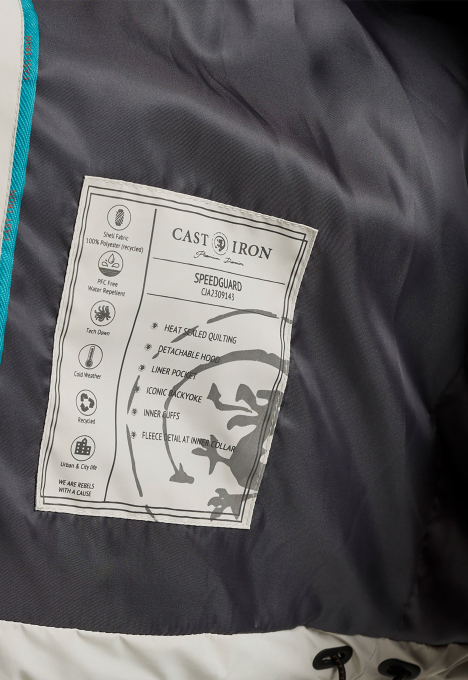 Shell Fabric
100% Polyester (recycled)
PFC Free
Water Repellent
Tech Down
Cold Weather
Recycled
Urban & City life
WE ARE REBELS
WITH A CAUSE
CAST IRON
Premium Denim
SPEEDGUARD
CJA2309143
HEAT SEALED QUILTING
DETACHABLE HOOD
LINER POCKET
ICONIC BACKYOKE
INNER CUFFS
FLEECE DETAIL AT INNER COLLAR